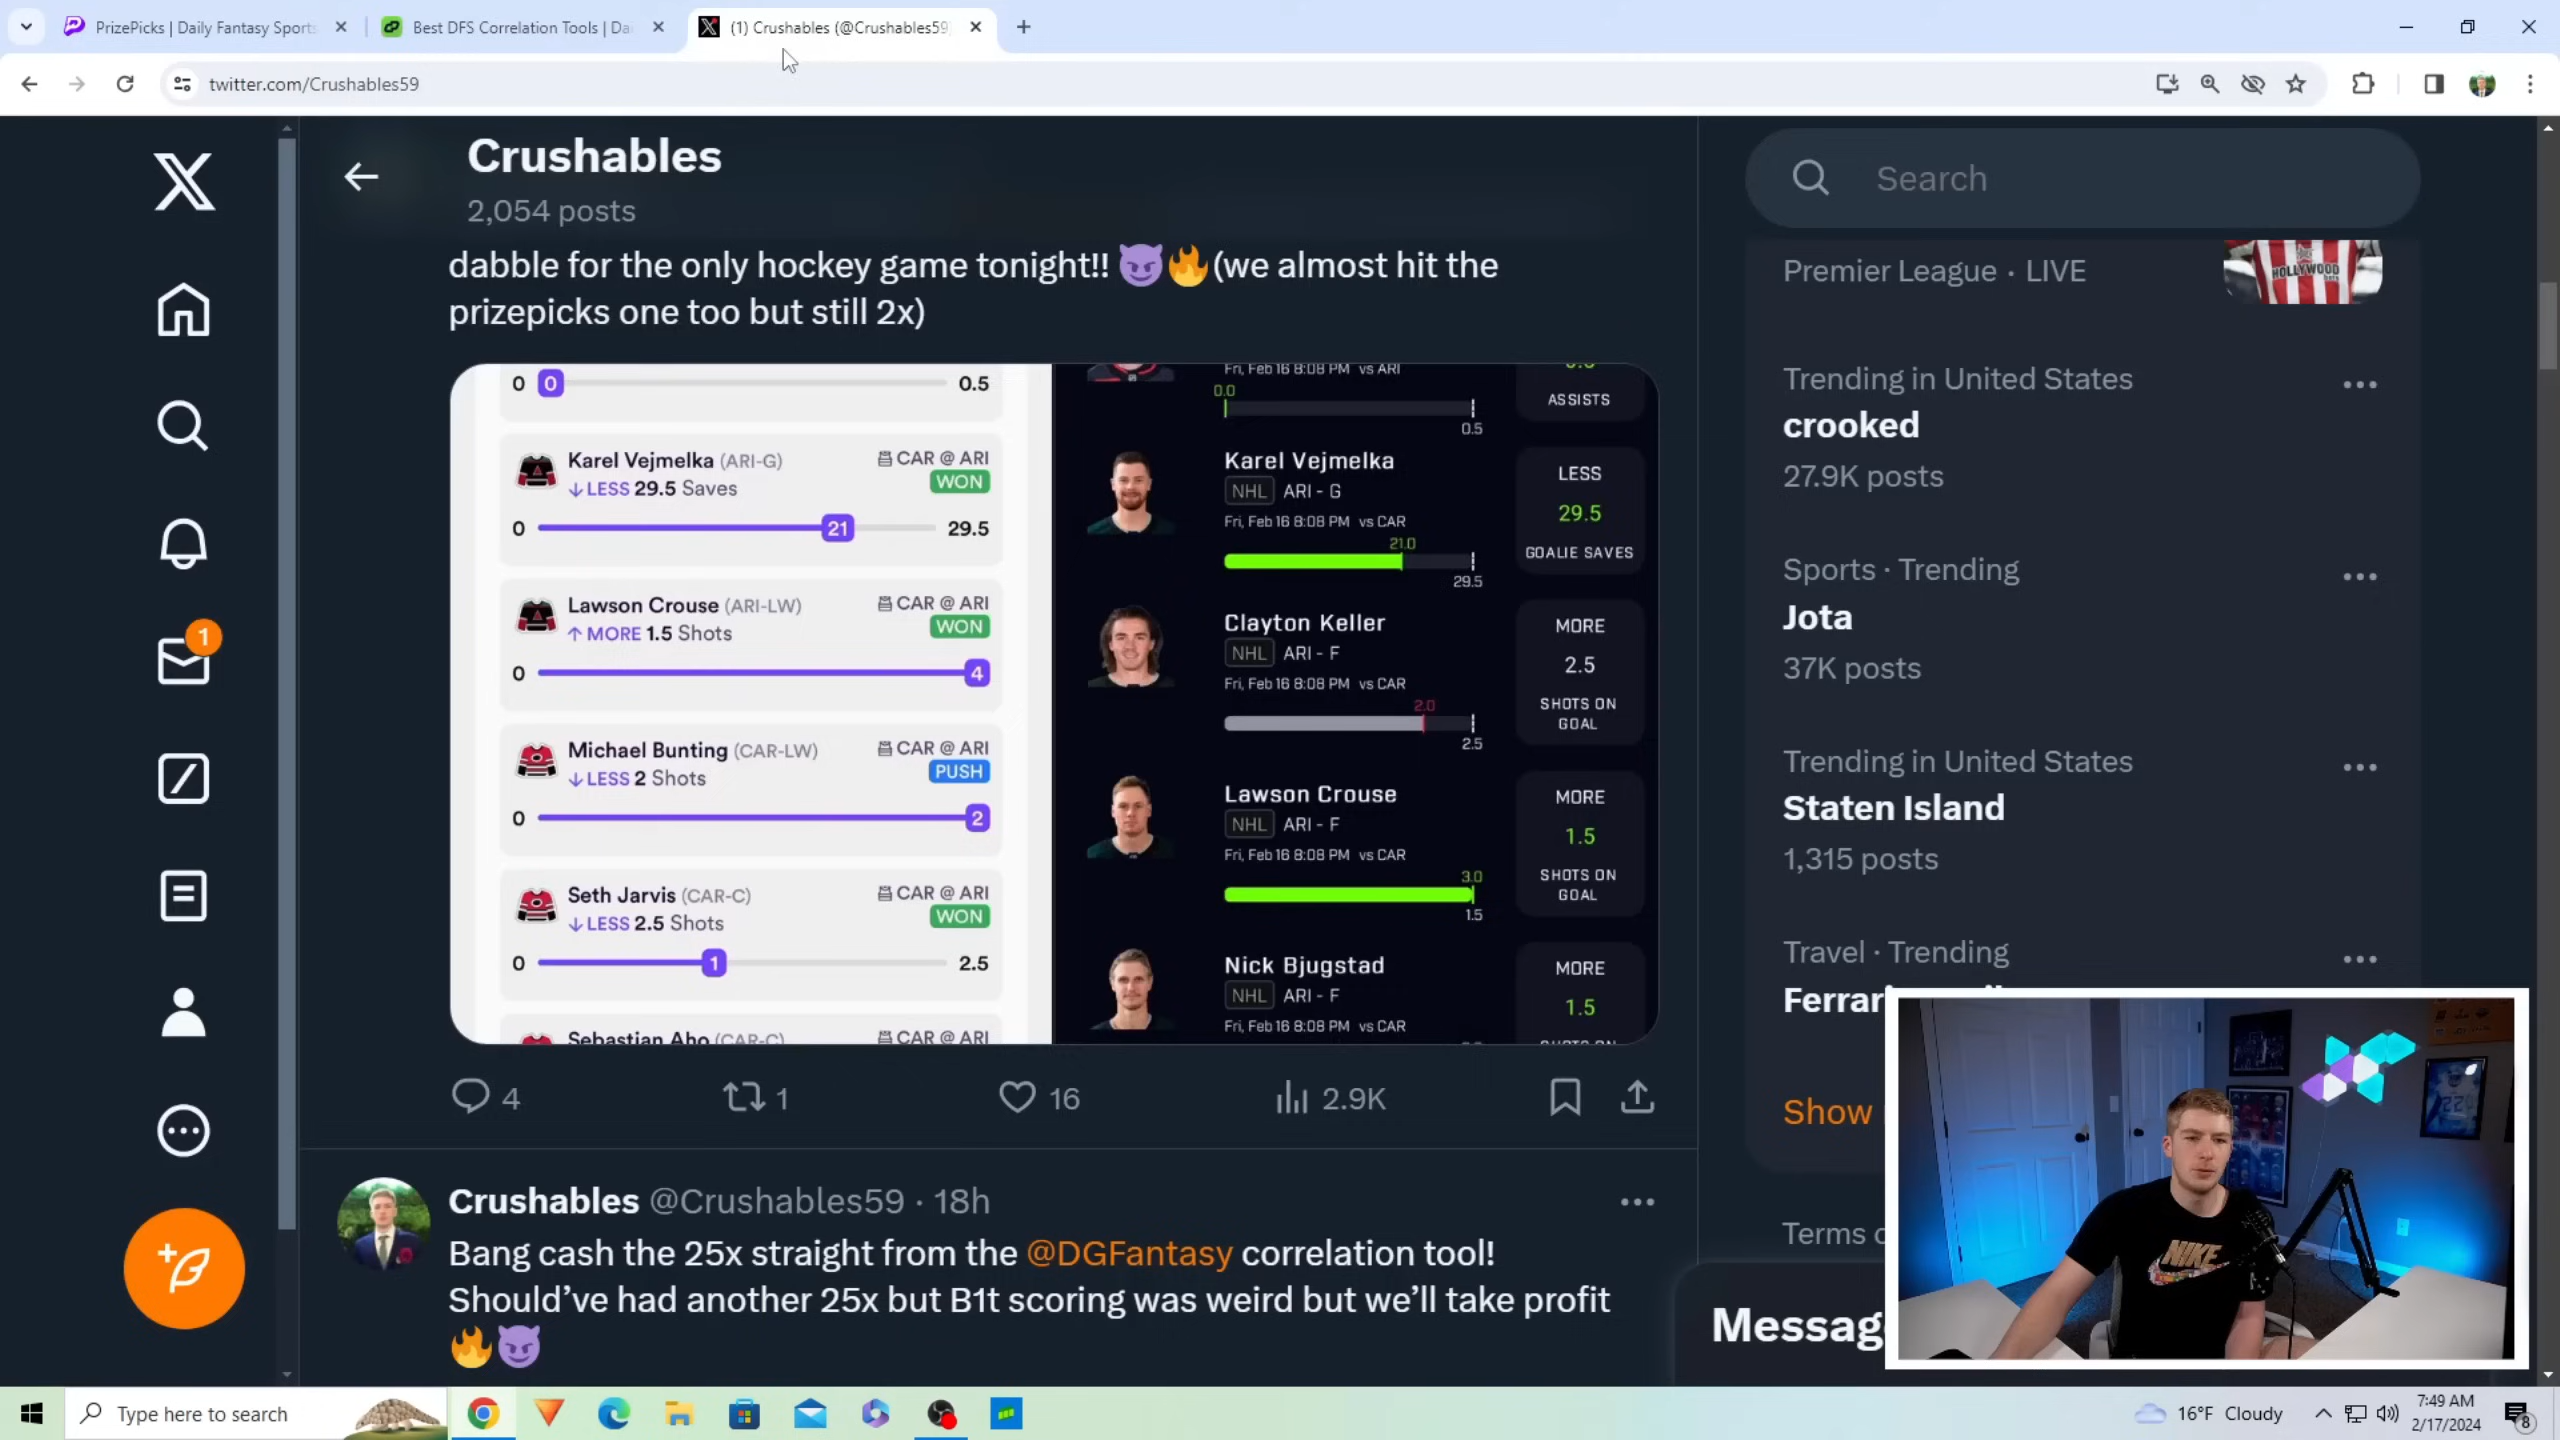 PrizePicks | Daily Fantasy Sports
Best DFS Correlation Tools | Da
(1) Crushables (@Crushables59)
twitter.com/Crushables59
Crushables
2,054 posts
dabble for the only hockey game tonight!! 😈🔥(we almost hit the
prizepicks one too but still 2x)
0 0 0.5
Karel Vejmelka (ARI-G) CAR @ ARI
↓ LESS 29.5 Saves WON
0 21 29.5
Lawson Crouse (ARI-LW) CAR @ ARI
↑ MORE 1.5 Shots WON
0 4
Michael Bunting (CAR-LW) CAR @ ARI
↓ LESS 2 Shots PUSH
0 2
Seth Jarvis (CAR-C) CAR @ ARI
↓ LESS 2.5 Shots WON
0 1 2.5
Sebastian Aho (CAR-C) CAR @ ARI
Fri, Feb 16 8:08 PM vs ARI
0.0
ASSISTS
0.5
Karel Vejmelka
NHL ARI - G
Fri, Feb 16 8:08 PM vs CAR
21.0
29.5
LESS
29.5
GOALIE SAVES
Clayton Keller
NHL ARI - F
Fri, Feb 16 8:08 PM vs CAR
2.0
2.5
MORE
2.5
SHOTS ON
GOAL
Lawson Crouse
NHL ARI - F
Fri, Feb 16 8:08 PM vs CAR
3.0
1.5
MORE
1.5
SHOTS ON
GOAL
Nick Bjugstad
NHL ARI - F
Fri, Feb 16 8:08 PM vs CAR
MORE
1.5
SHOTS ON
4 1 16 2.9K
Crushables @Crushables59 · 18h
Bang cash the 25x straight from the @DGFantasy correlation tool!
Should’ve had another 25x but B1t scoring was weird but we’ll take profit
🔥😈
1
Search
Premier League · LIVE
HOLLYWOOD
Trending in United States
crooked
27.9K posts
Sports · Trending
Jota
37K posts
Trending in United States
Staten Island
1,315 posts
Travel · Trending
Ferrar
Show
Terms
Messag
NIKE
Type here to search
16°F Cloudy
7:49 AM
2/17/2024
8